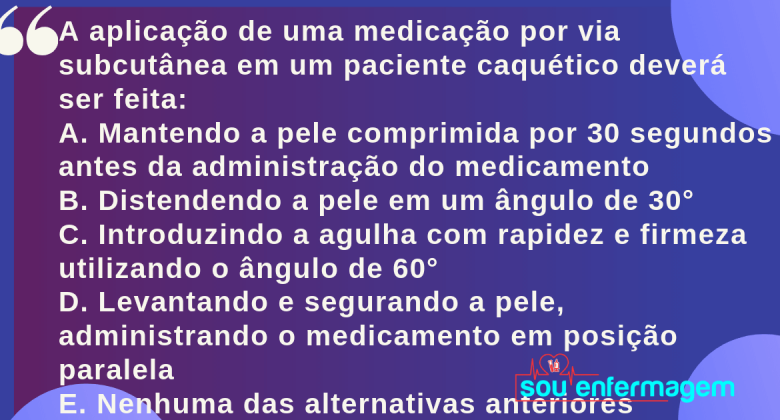 A aplicação de uma medicação por via
subcutânea em um paciente caquético deverá
ser feita:
A. Mantendo a pele comprimida por 30 segundos
antes da administração do medicamento
B. Distendendo a pele em um ângulo de 30°
C. Introduzindo a agulha com rapidez e firmeza
utilizando o ângulo de 60°
D. Levantando e segurando a pele,
administrando o medicamento em posição
paralela
E. Nenhuma das alternativas anteriores
sou enfermagem